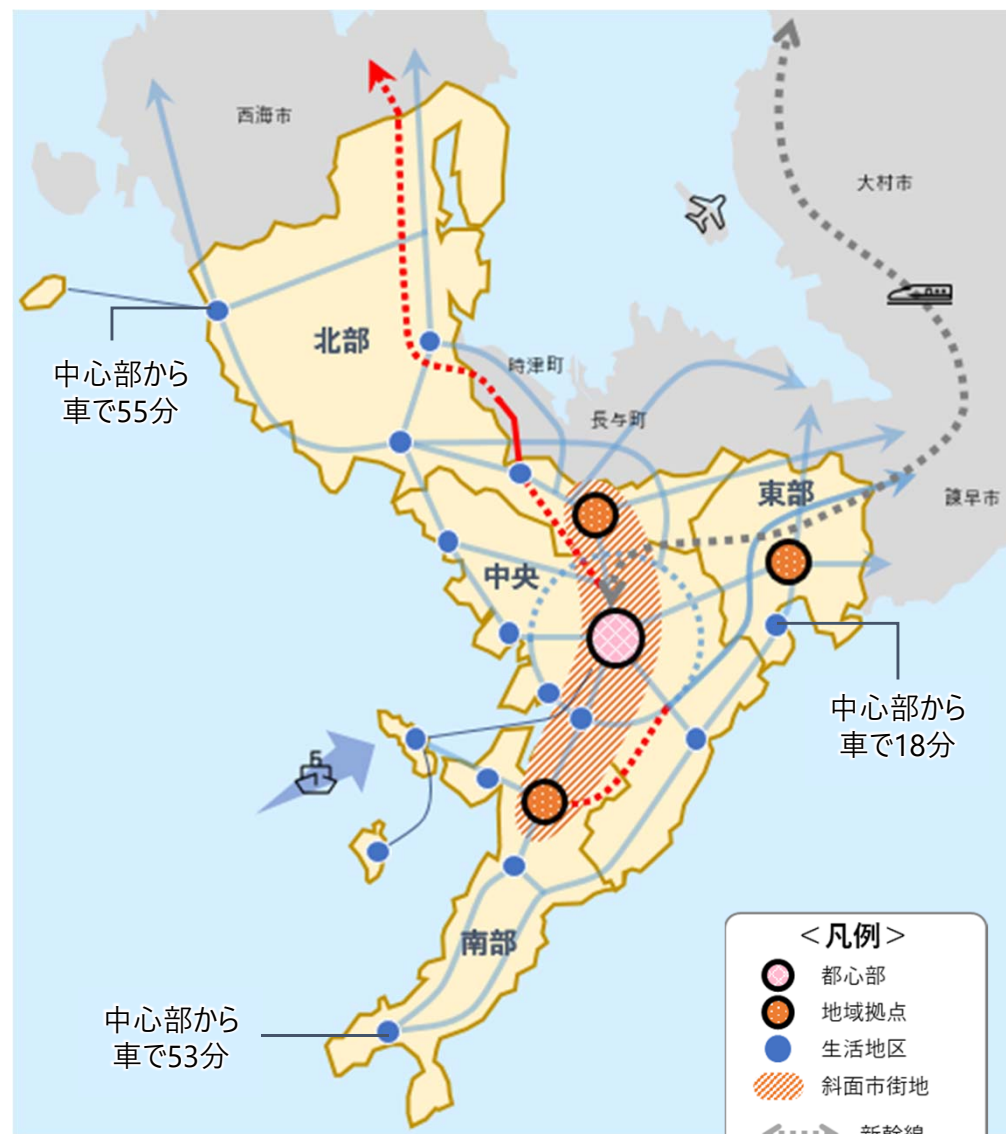 西海市
大村市
北部
時津町
中心部から
車で55分
長与町
東部
諫早市
中央
中心部から
車で18分
南部
中心部から
車で53分
＜凡例＞
都心部
地域拠点
生活地区
斜面市街地
新幹線